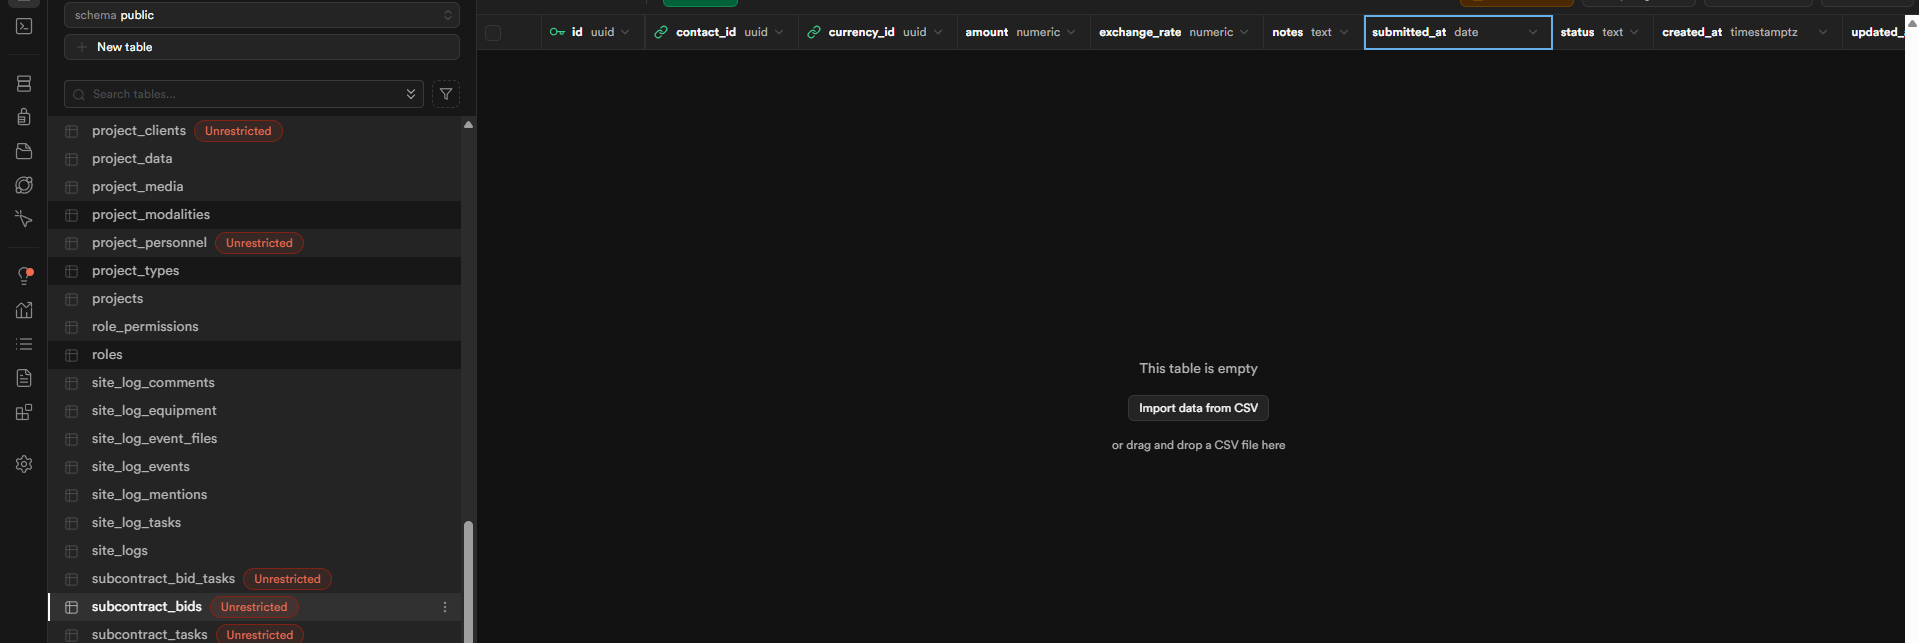 schema public
New table
Search tables...
project_clients Unrestricted
project_data
project_media
project_modalities
project_personnel Unrestricted
project_types
projects
role_permissions
roles
site_log_comments
site_log_equipment
site_log_event_files
site_log_events
site_log_mentions
site_log_tasks
site_logs
subcontract_bid_tasks Unrestricted
subcontract_bids Unrestricted
subcontract_tasks Unrestricted
id uuid contact_id uuid currency_id uuid amount numeric exchange_rate numeric notes text submitted_at date status text created_at timestamptz updated_
This table is empty
Import data from CSV
or drag and drop a CSV file here